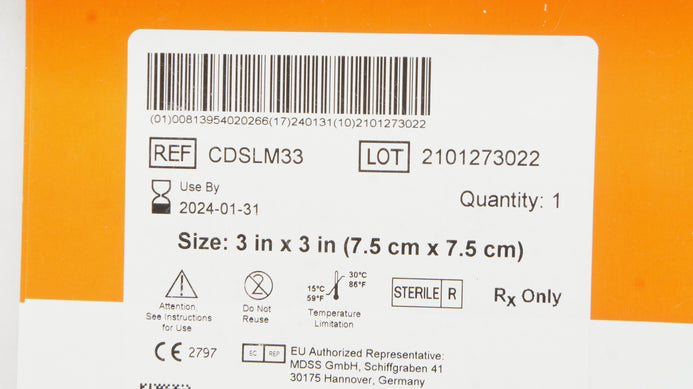 (01)00813954020266(17)240131(10)2101273022
REF CDSLM33 LOT 2101273022
Use By
2024-01-31
Quantity: 1
Size: 3 in x 3 in (7.5 cm x 7.5 cm)
Attention,
See Instructions
for Use
2
Do Not
Reuse
15°C
59°F
30°C
86°F
Temperature
Limitation
STERILE R
Rx Only
CE 2797
EC REP
EU Authorized Representative:
MDSS GmbH, Schiffgraben 41
30175 Hannover, Germany